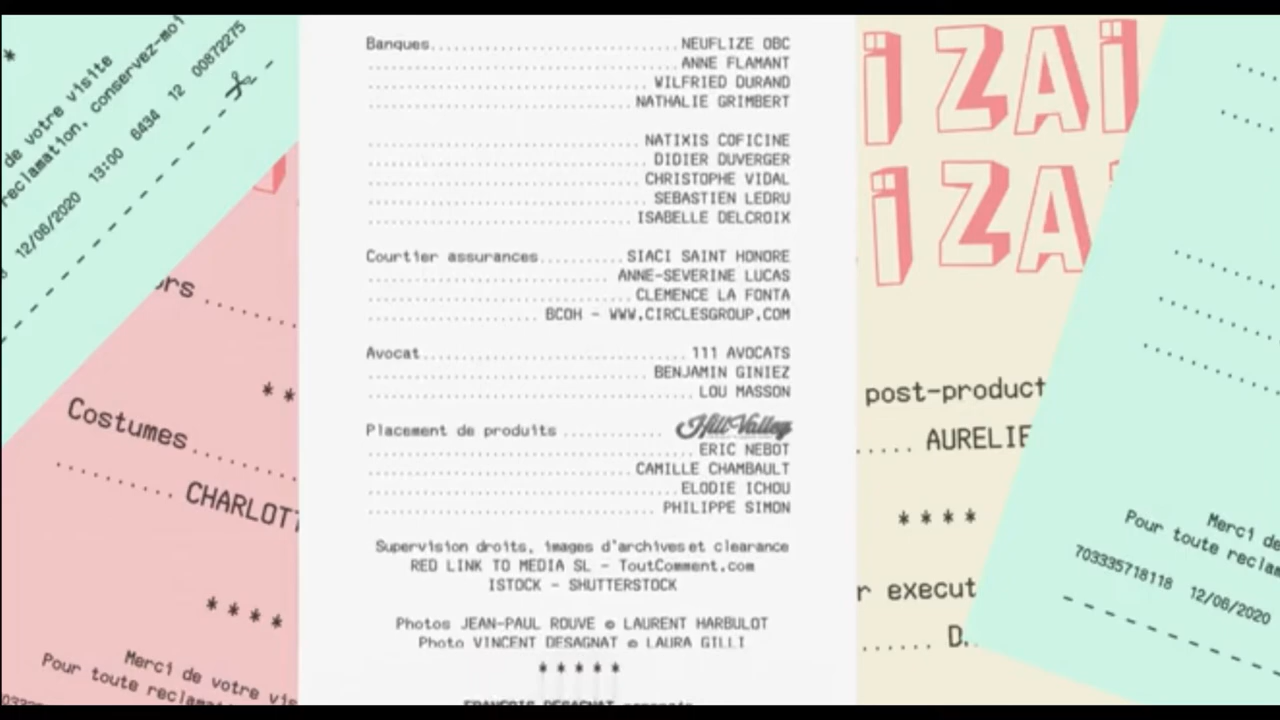 *
de votre visite
reclamation, conservez-moi
12/06/2020 13:00 6434 12 00872275
Banques NEUFLIZE OBC
ANNE FLAMANT
WILFRIED DURAND
NATHALIE GRIMBERT
NATIXIS COFICINE
DIDIER DUVERGER
CHRISTOPHE VIDAL
SEBASTIEN LEDRU
ISABELLE DELCROIX
Courtier assurances SIACI SAINT HONORE
ANNE-SEVERINE LUCAS
CLEMENCE LA FONTA
BCOH - WWW.CIRCLESGROUP.COM
Avocat 111 AVOCATS
BENJAMIN GINIEZ
LOU MASSON
Placement de produits Hill Valley
ERIC NEBOT
CAMILLE CHAMBAULT
ELODIE ICHOU
PHILIPPE SIMON
Supervision droits, images d'archives et clearance
RED LINK TO MEDIA SL - ToutComment.com
ISTOCK - SHUTTERSTOCK
Photos JEAN-PAUL ROUVE © LAURENT HARBULOT
Photo VINCENT DESAGNAT © LAURA GILLI
*****
FRANÇOIS DESAGNAT
rs
**
Costumes
CHARLOTT
****
Merci de votre vis
Pour toute reclamat
ï ZAÏ
ï ZA
post-product
AURELIE
****
r execut
D.
Merci de
Pour toute reclam
703335718118 12/06/2020